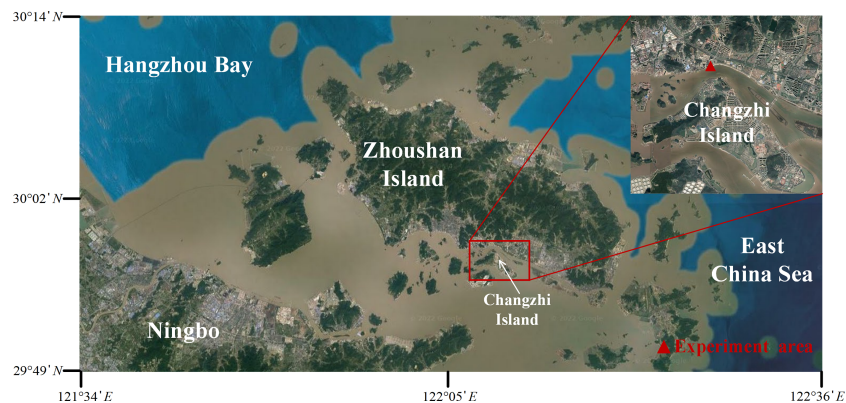 30°14'N
Hangzhou Bay
Changzhi
Island
Zhoushan
Island
30°02'N
East
China Sea
Changzhi
Island
Ningbo
Experiment area
29°49'N
121°34'E
122°05'E
122°36'E